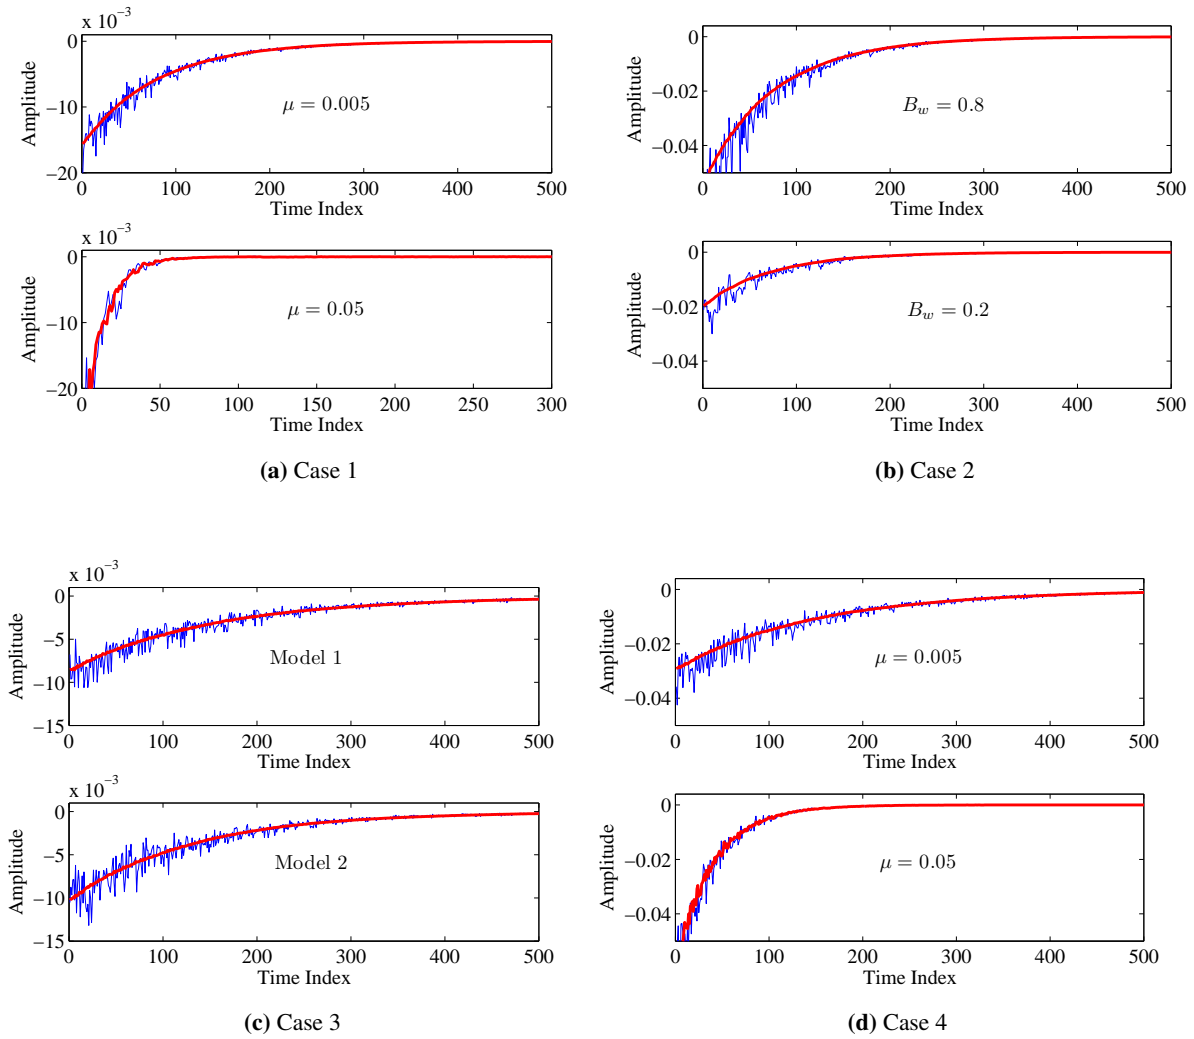 x 10⁻³
0
−10
−20
Amplitude
μ = 0.005
0 100 200 300 400 500
Time Index
x 10⁻³
0
−10
−20
Amplitude
μ = 0.05
0 50 100 150 200 250 300
Time Index
(a) Case 1
0
−0.02
−0.04
Amplitude
B_w = 0.8
0 100 200 300 400 500
Time Index
0
−0.02
−0.04
Amplitude
B_w = 0.2
0 100 200 300 400 500
Time Index
(b) Case 2
x 10⁻³
0
−5
−10
−15
Amplitude
Model 1
0 100 200 300 400 500
Time Index
x 10⁻³
0
−5
−10
−15
Amplitude
Model 2
0 100 200 300 400 500
Time Index
(c) Case 3
0
−0.02
−0.04
Amplitude
μ = 0.005
0 100 200 300 400 500
Time Index
0
−0.02
−0.04
Amplitude
μ = 0.05
0 100 200 300 400 500
Time Index
(d) Case 4